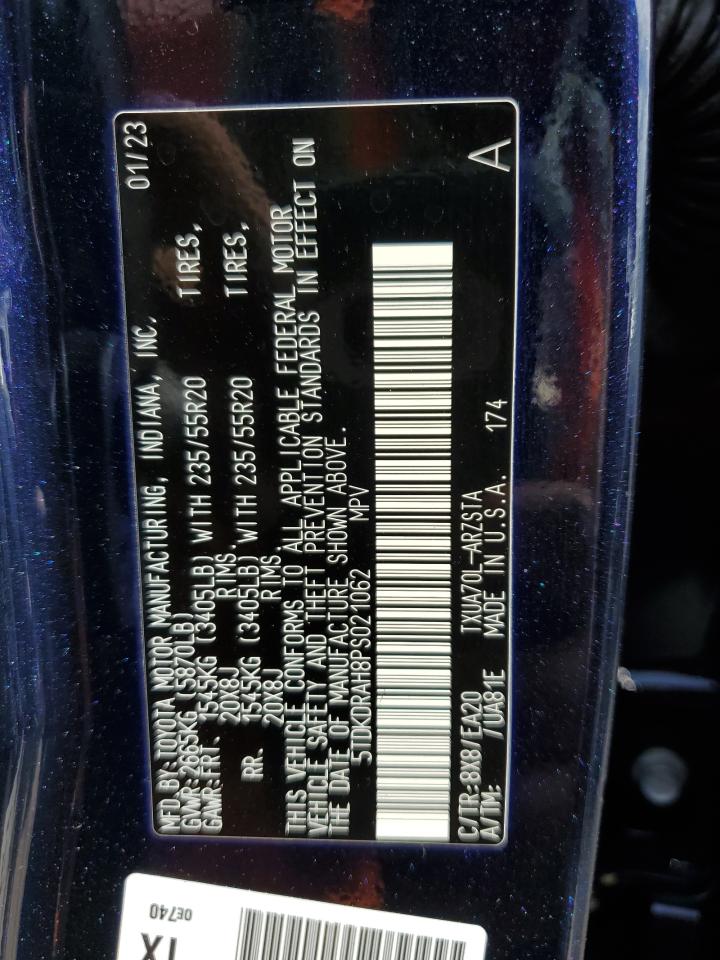 MFD BY: TOYOTA MOTOR MANUFACTURING, INDIANA, INC. 01/23
GVWR: 2665KG (5870LB)
GAWR: FRT. 1545KG (3405LB) WITH 235/55R20 TIRES,
20X8J RIMS.
RR. 1545KG (3405LB) WITH 235/55R20 TIRES,
20X8J RIMS.
THIS VEHICLE CONFORMS TO ALL APPLICABLE FEDERAL MOTOR
VEHICLE SAFETY AND THEFT PREVENTION STANDARDS IN EFFECT ON
THE DATE OF MANUFACTURE SHOWN ABOVE.
5TDKDRAH8PS021062 MPV
C/TR: 8X8/EA20 TXUA70L-ARZSTA A
A/TM: /UA81E MADE IN U.S.A. 174
0E740
TX